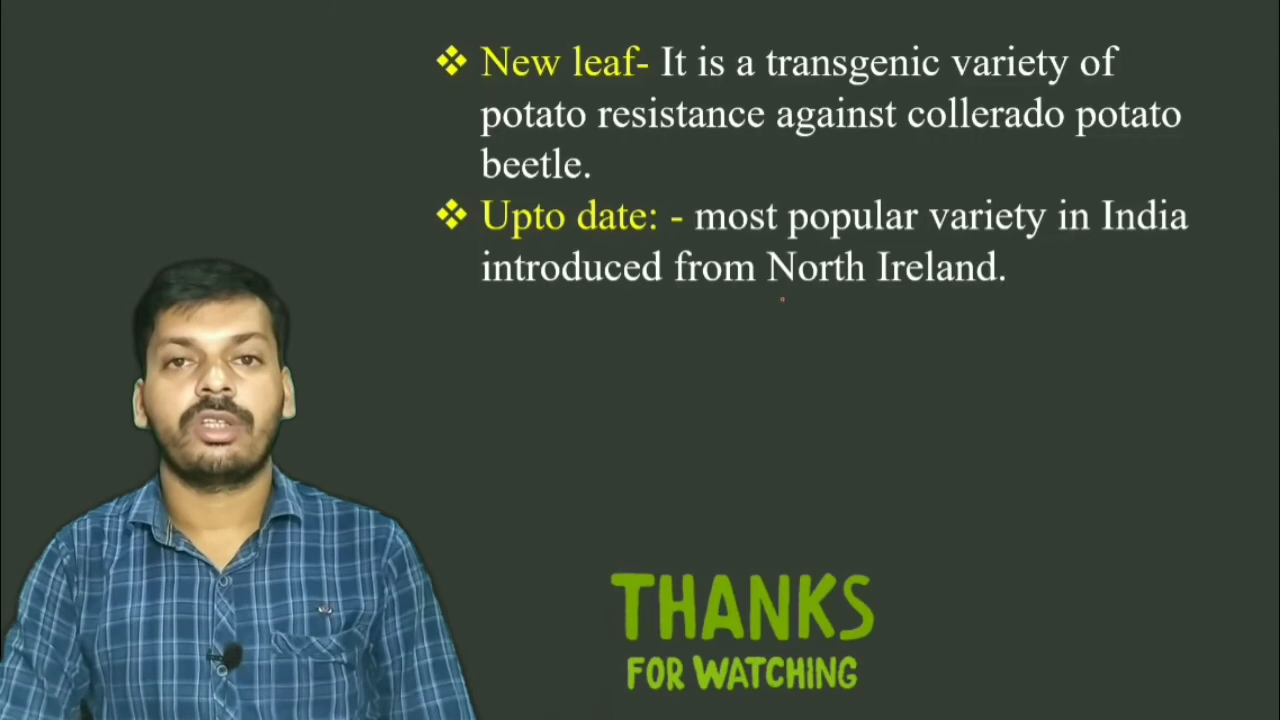 ❖ New leaf- It is a transgenic variety of
potato resistance against collerado potato
beetle.
❖ Upto date: - most popular variety in India
introduced from North Ireland.
THANKS
FOR WATCHING